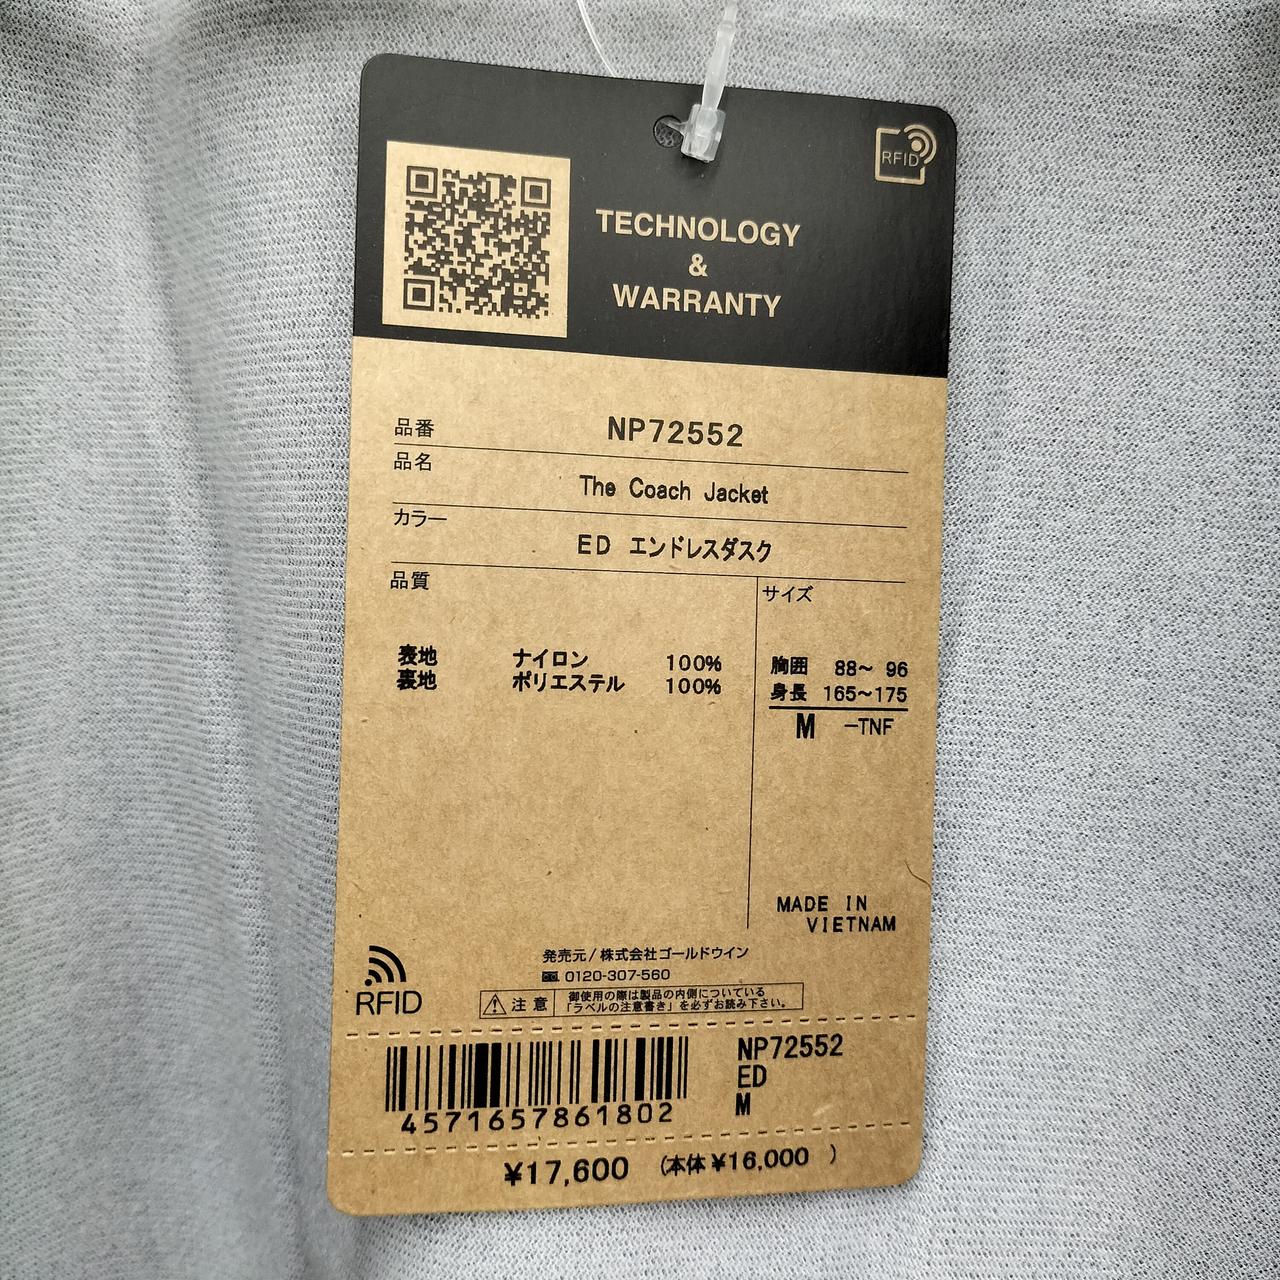 RFID
TECHNOLOGY
&
WARRANTY
品番 NP72552
品名
The Coach Jacket
カラー
ED エンドレスダスク
品質
サイズ
表地 ナイロン 100%
裏地 ポリエステル 100%
胸囲 88〜 96
身長 165〜175
M −TNF
MADE IN
VIETNAM
発売元/株式会社ゴールドウイン
0120-307-560
RFID
注意
御使用の際は製品の内側についている
「ラベルの注意書き」を必ずお読み下さい。
4571657861802
NP72552
ED
M
¥17,600 (本体 ¥16,000 )